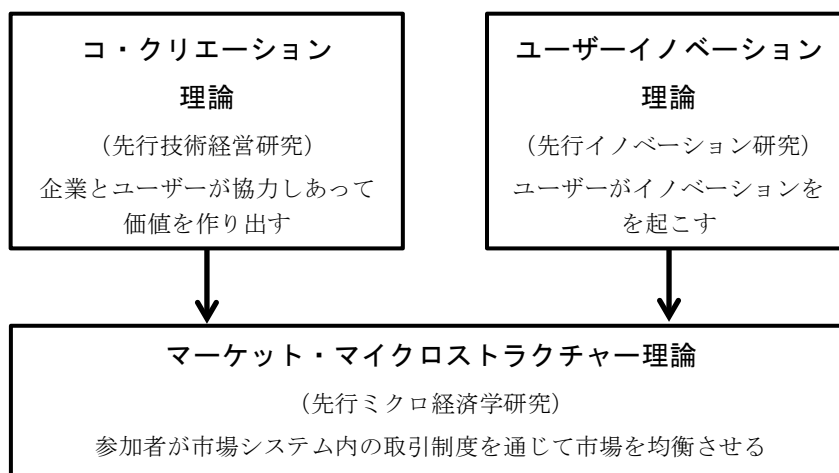 コ・クリエーション
理論
（先行技術経営研究）
企業とユーザーが協力しあって
価値を作り出す
ユーザーイノベーション
理論
（先行イノベーション研究）
ユーザーがイノベーションを
を起こす
マーケット・マイクロストラクチャー理論
（先行ミクロ経済学研究）
参加者が市場システム内の取引制度を通じて市場を均衡させる